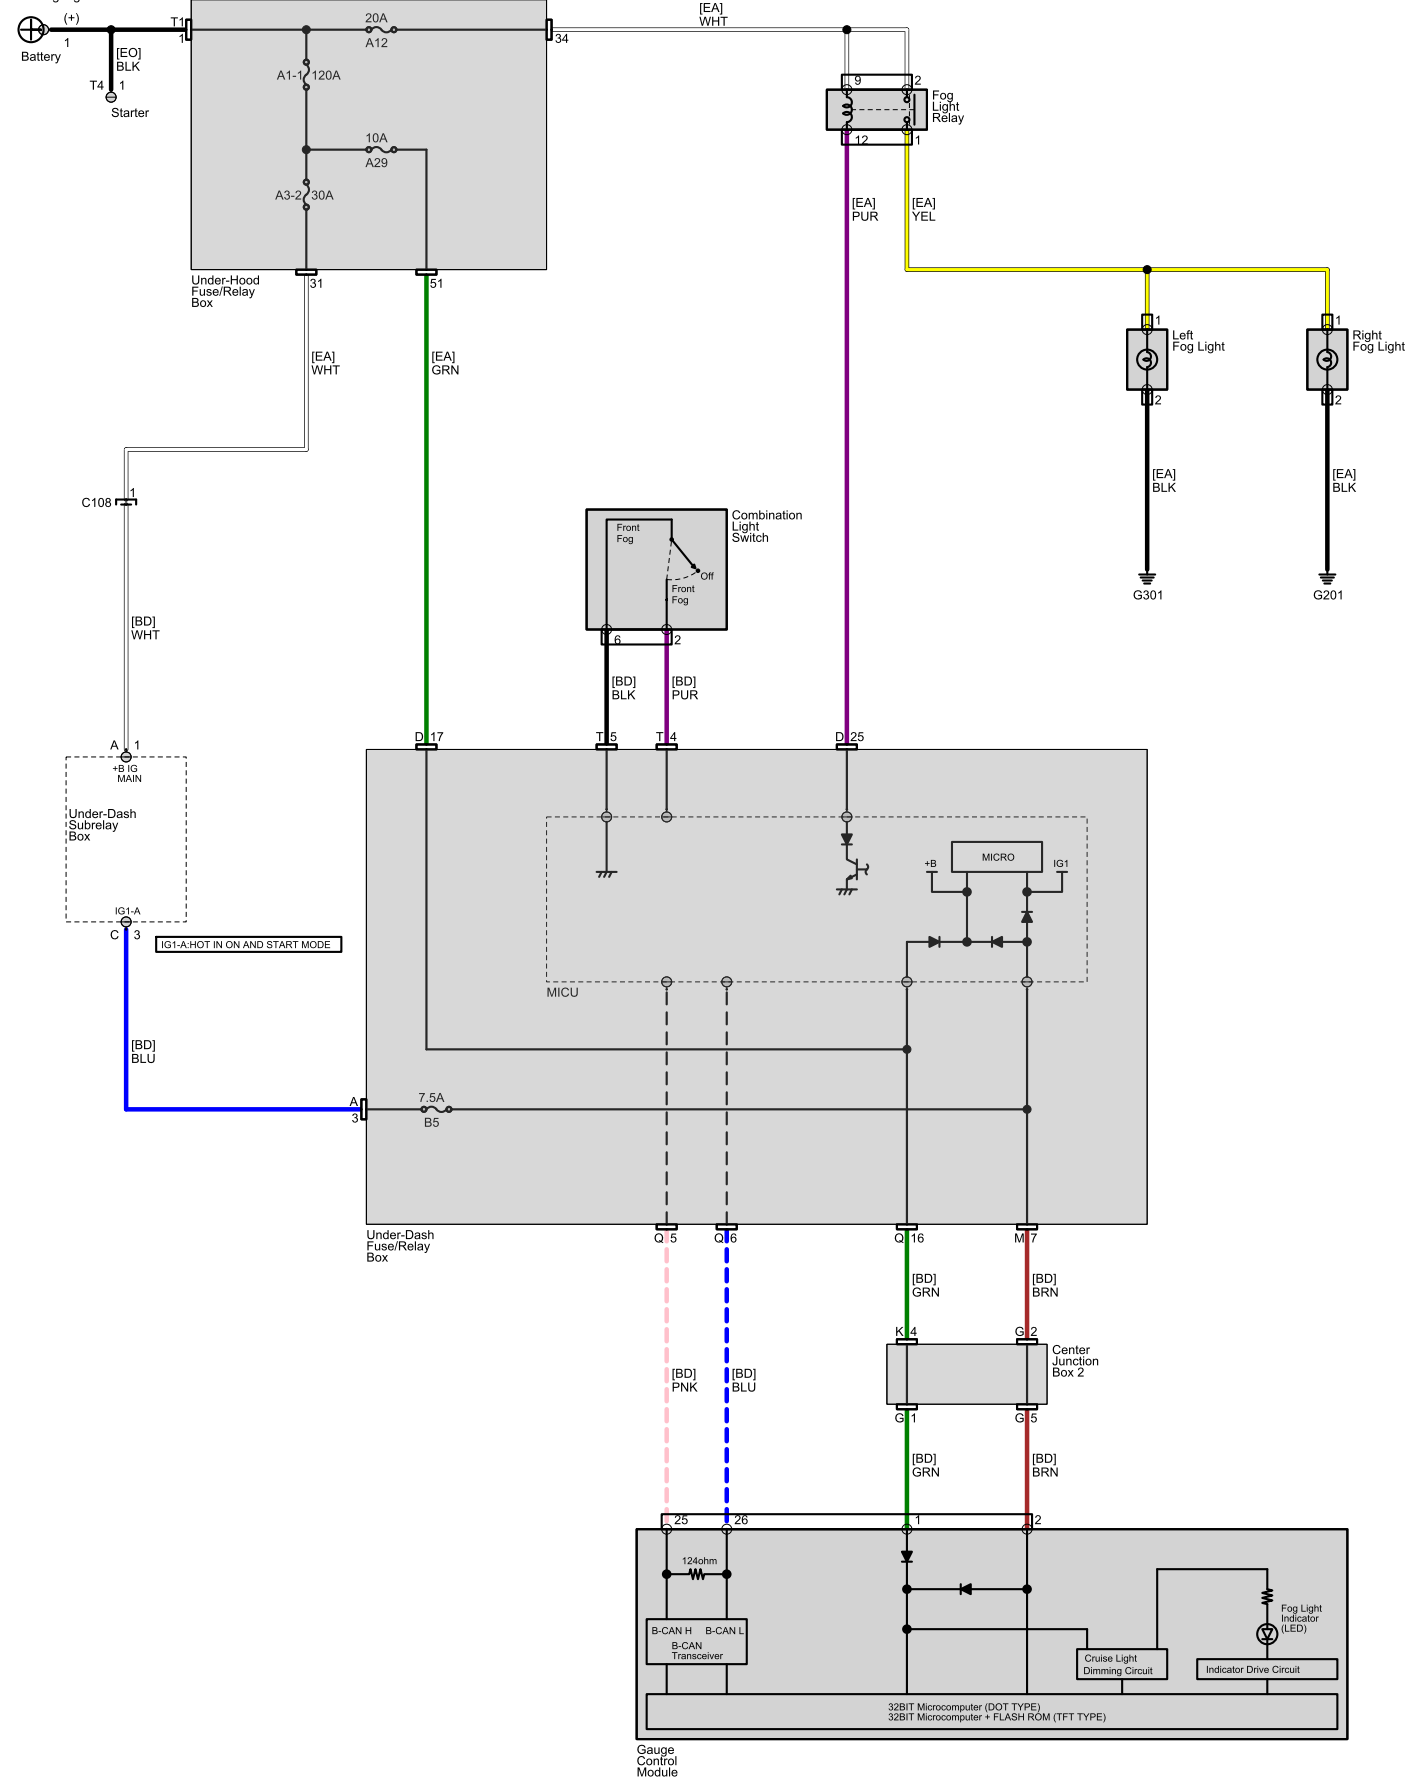 (+)
1
Battery
[EO]
BLK
T4 1
Starter
T1
1
20A
A12
A1-1 120A
10A
A29
A3-2 30A
34
[EA]
WHT
31
51
Under-Hood
Fuse/Relay
Box
9
2
12
1
Fog
Light
Relay
[EA]
PUR
[EA]
YEL
1
Left
Fog Light
2
1
Right
Fog Light
2
[EA]
WHT
[EA]
GRN
[EA]
BLK
[EA]
BLK
G301
G201
C108
1
[BD]
WHT
Front
Fog
Off
Front
Fog
Combination
Light
Switch
6
2
[BD]
BLK
[BD]
PUR
A 1
+B IG
MAIN
Under-Dash
Subrelay
Box
IG1-A
C 3
IG1-A:HOT IN ON AND START MODE
[BD]
BLU
D 17
T 5
T 4
D 25
+B
MICRO
IG1
MICU
A
3
7.5A
B5
Under-Dash
Fuse/Relay
Box
Q 5
Q 6
Q 16
M 7
[BD]
GRN
[BD]
BRN
K 4
G 2
Center
Junction
Box 2
[BD]
PNK
[BD]
BLU
G 1
G 5
[BD]
GRN
[BD]
BRN
25
26
1
2
124ohm
B-CAN H
B-CAN L
B-CAN
Transceiver
Fog Light
Indicator
(LED)
Cruise Light
Dimming Circuit
Indicator Drive Circuit
32BIT Microcomputer (DOT TYPE)
32BIT Microcomputer + FLASH ROM (TFT TYPE)
Gauge
Control
Module